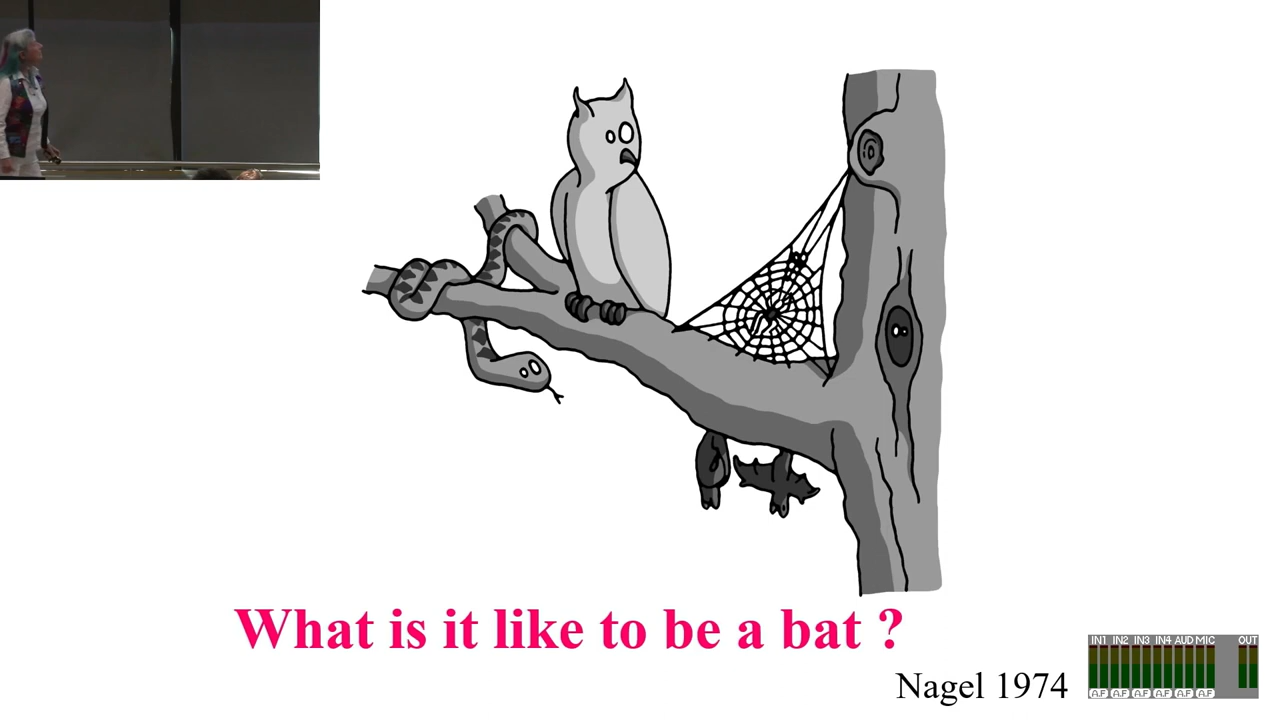 What is it like to be a bat ?
Nagel 1974
IN1 IN2 IN3 IN4 AUD MIC OUT
A.F A.F A.F A.F A.F A.F